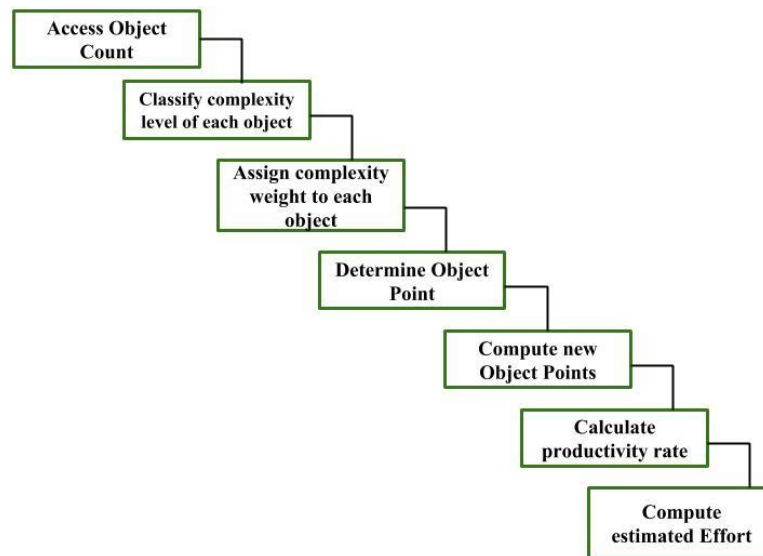 Access Object
Count
Classify complexity
level of each object
Assign complexity
weight to each
object
Determine Object
Point
Compute new
Object Points
Calculate
productivity rate
Compute
estimated Effort